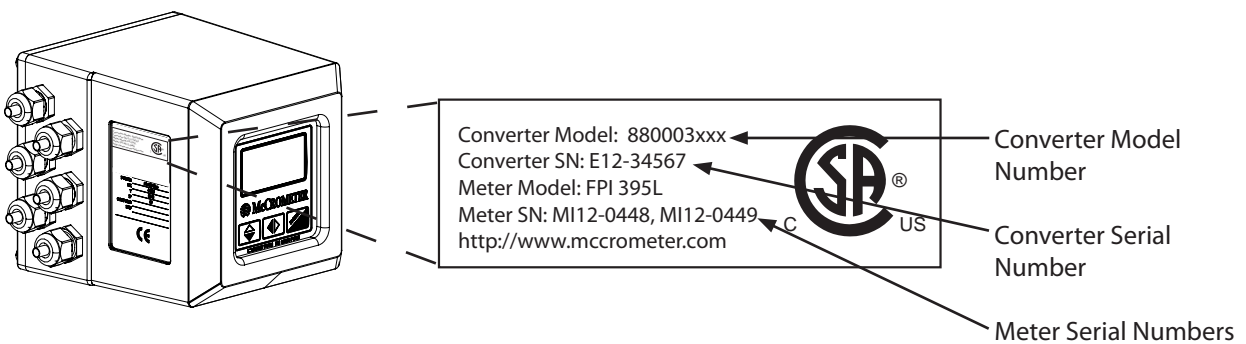 Converter Model: 880003xxx
Converter SN: E12-34567
Meter Model: FPI 395L
Meter SN: MI12-0448, MI12-0449
http://www.mccrometer.com
CSA
®
C
US
Converter Model
Number
Converter Serial
Number
Meter Serial Numbers
McCROMETER
CE